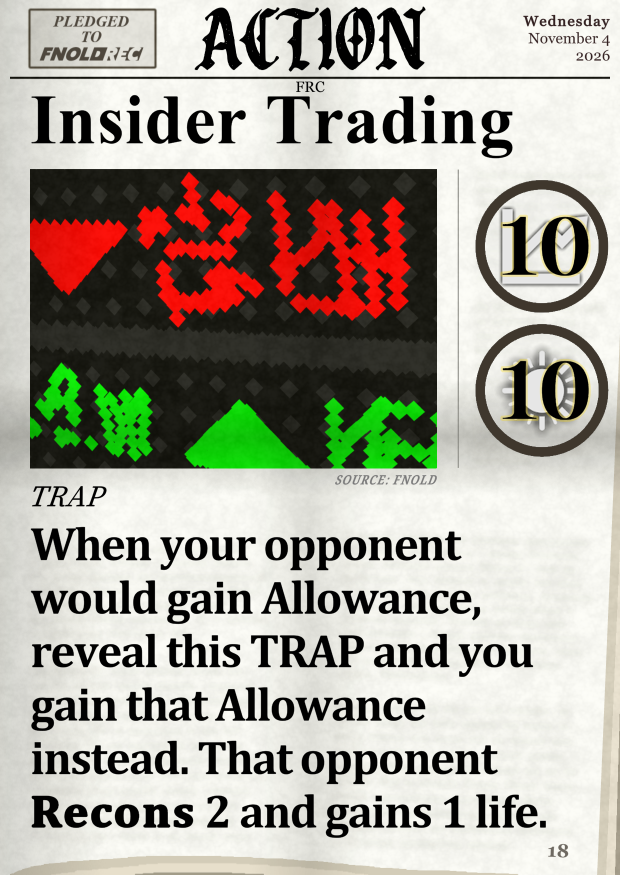 PLEDGED
TO
FNOLD REC
ACTION
Wednesday
November 4
2026
FRC
Insider Trading
10
10
SOURCE: FNOLD
TRAP
When your opponent
would gain Allowance,
reveal this TRAP and you
gain that Allowance
instead. That opponent
Recons 2 and gains 1 life.
18